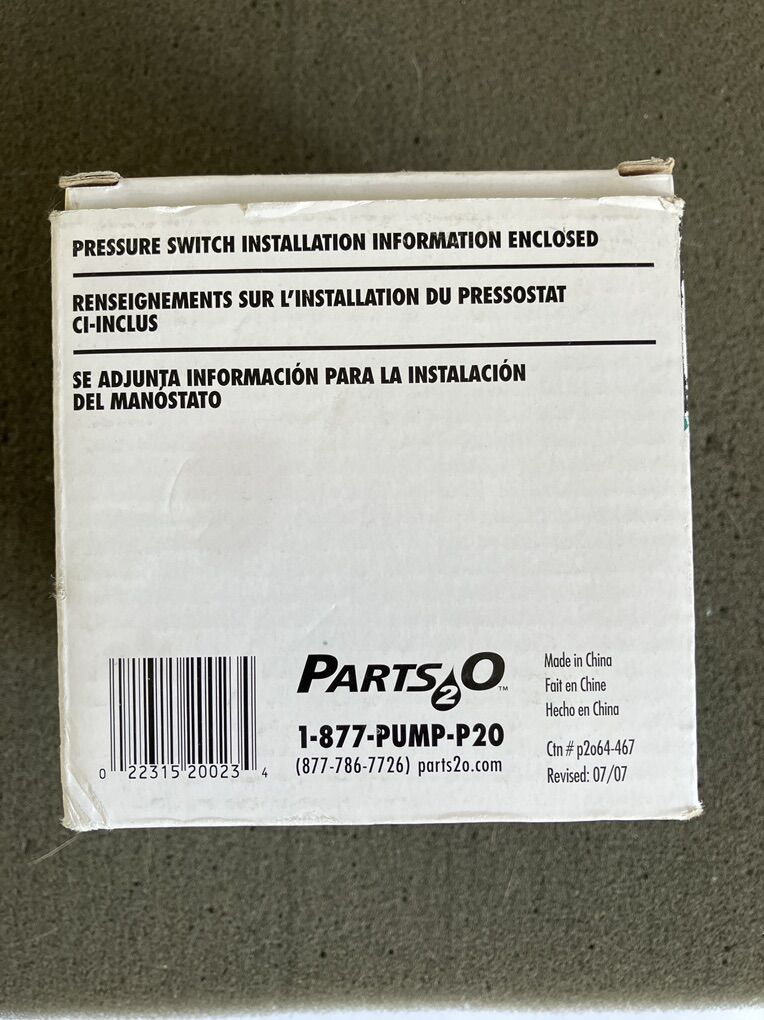 PRESSURE SWITCH INSTALLATION INFORMATION ENCLOSED
RENSEIGNEMENTS SUR L'INSTALLATION DU PRESSOSTAT
CI-INCLUS
SE ADJUNTA INFORMACIÓN PARA LA INSTALACIÓN
DEL MANÓSTATO
PARTS2O™
1-877-PUMP-P20
(877-786-7726) parts2o.com
0 22315 20023 4
Made in China
Fait en Chine
Hecho en China
Ctn # p2o64-467
Revised: 07/07